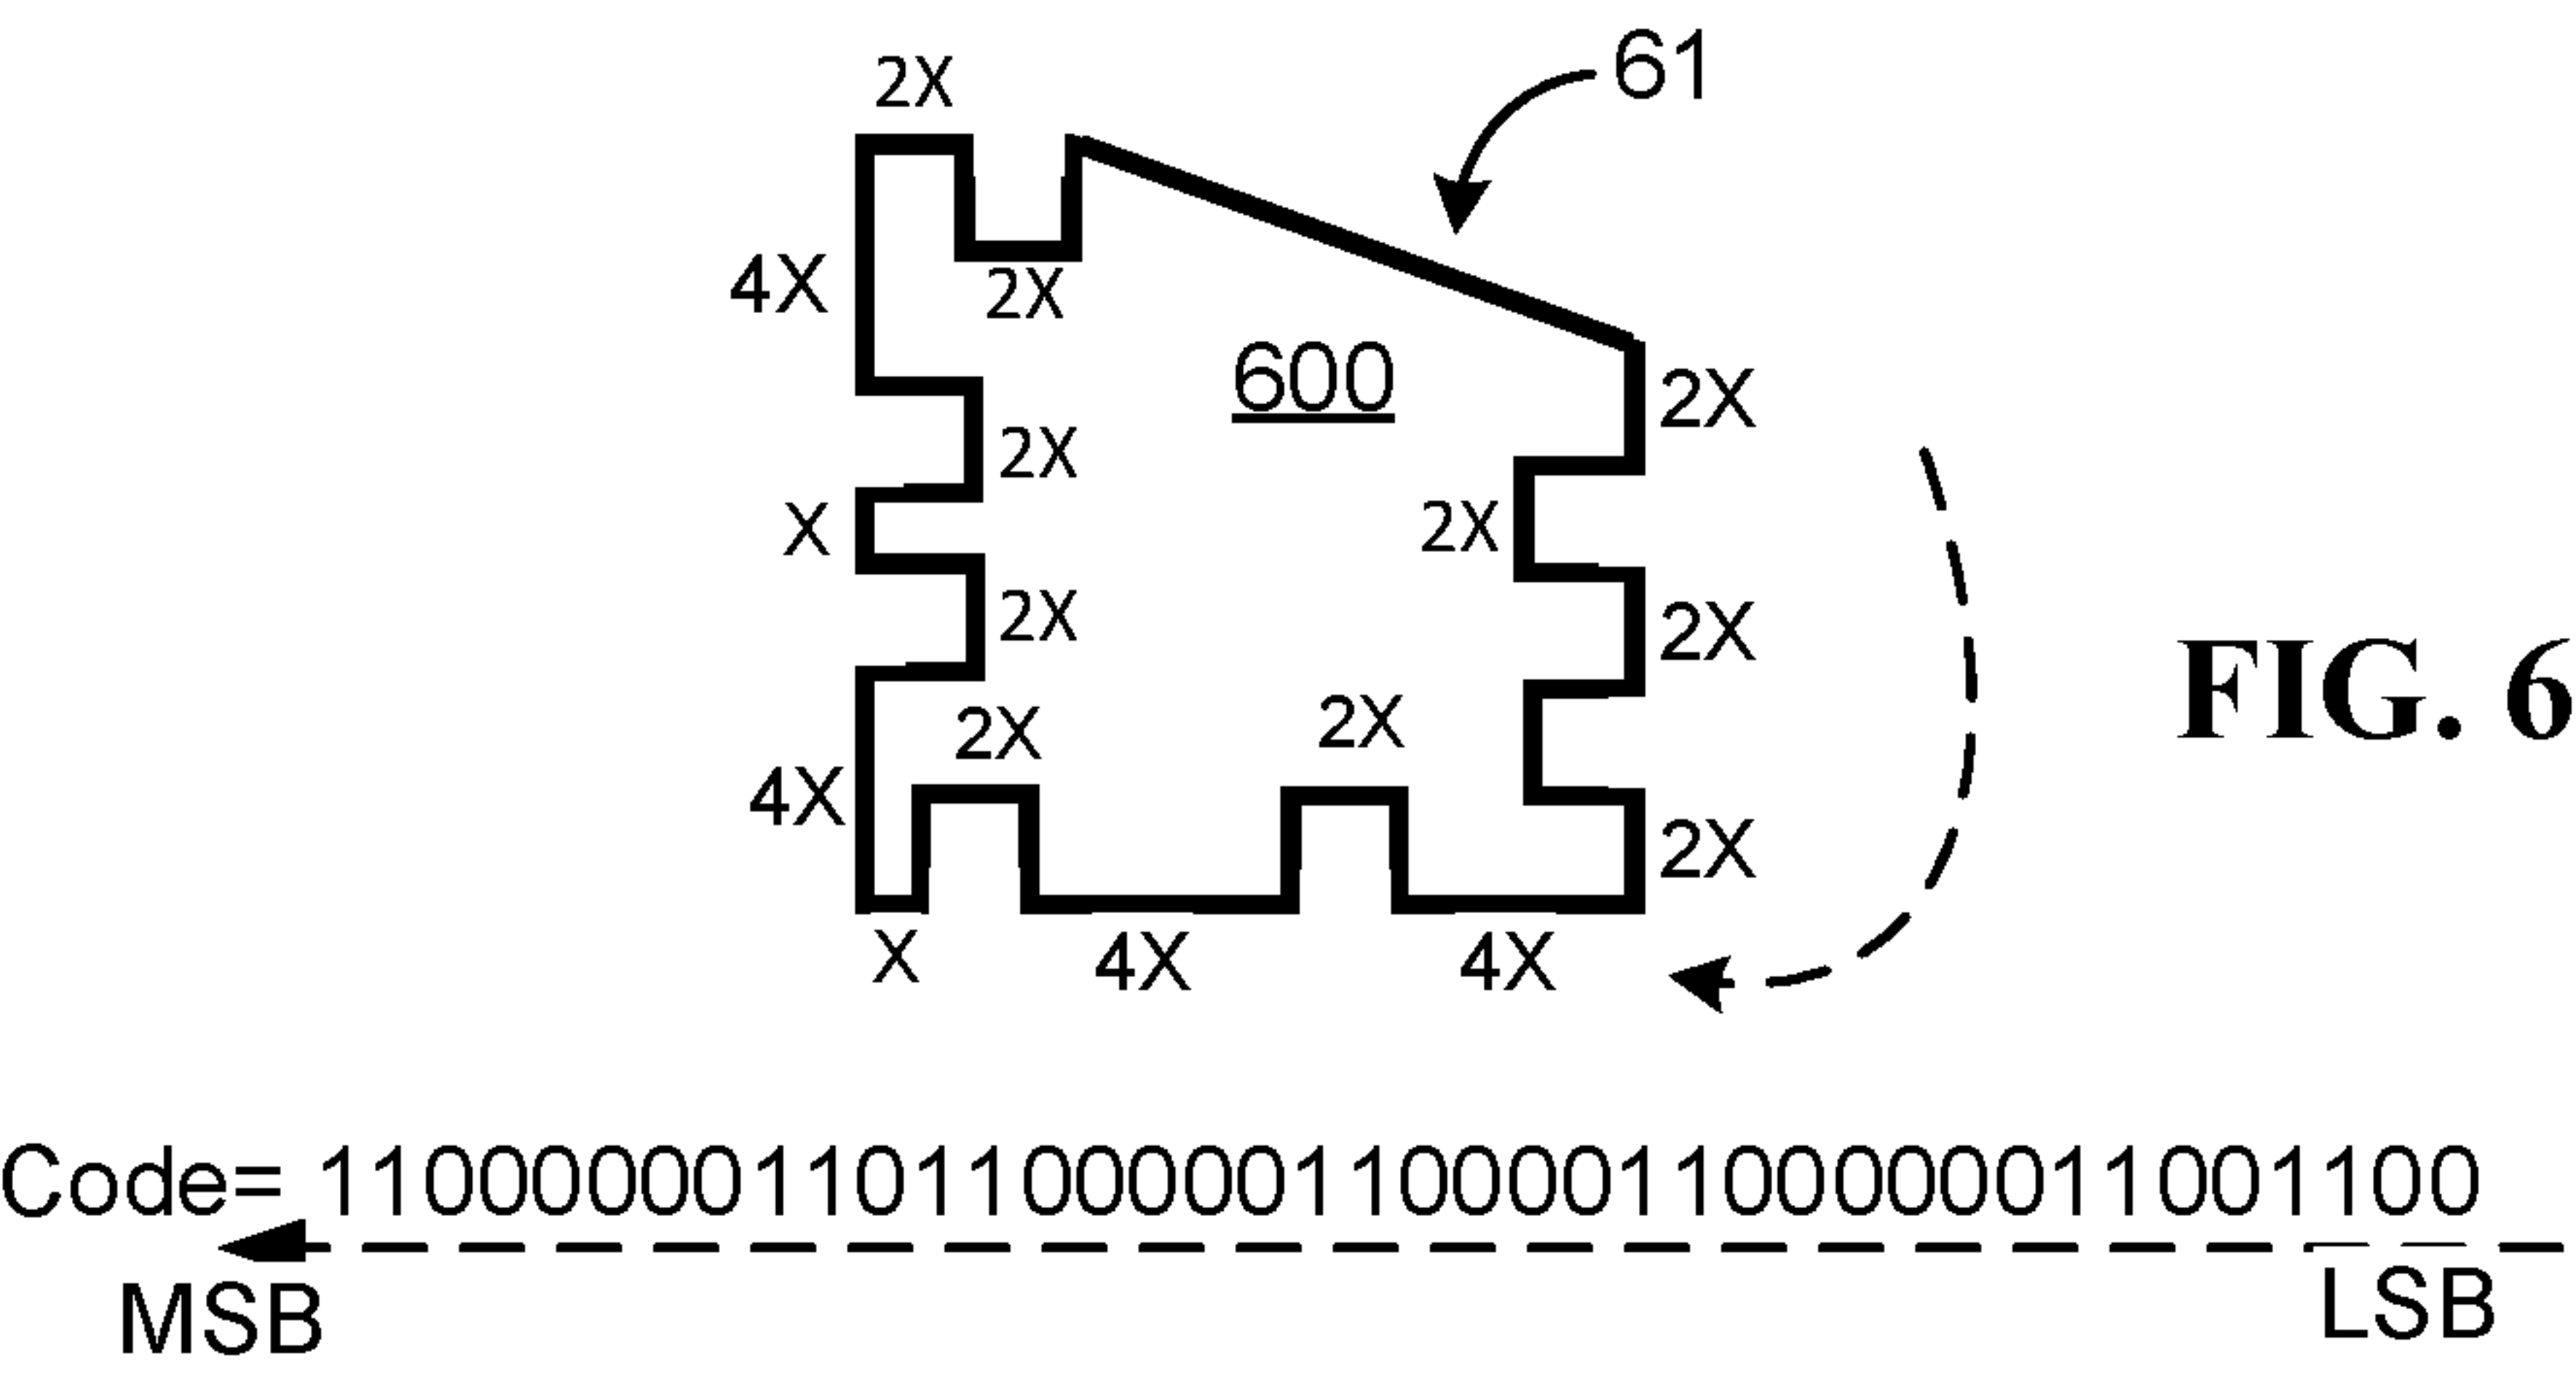 61
2X
4X
2X
600
2X
2X
X
2X
2X
2X
2X
2X
4X
2X
X
4X
4X
FIG. 6
Code= 1100000011011000001100001100000011001100
MSB
LSB